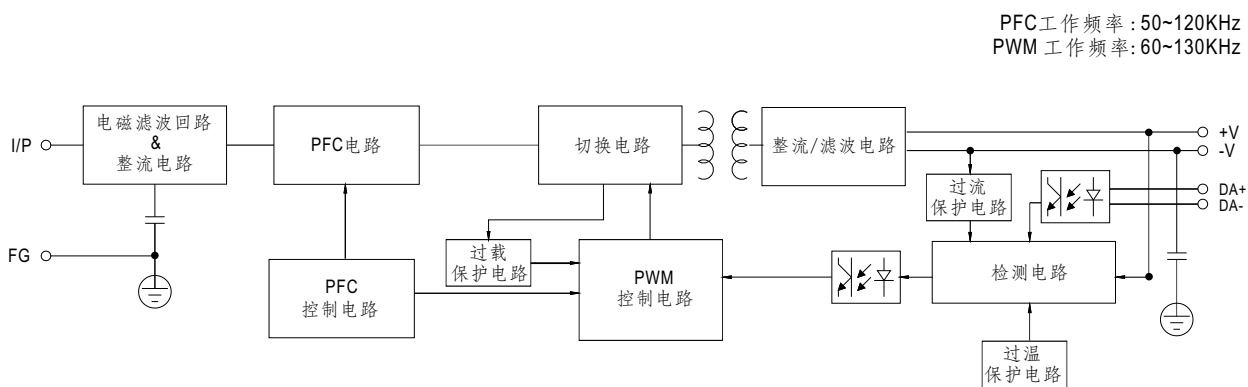 PFC工作频率:50~120KHz
PWM 工作频率:60~130KHz
I/P
电磁滤波回路
&
整流电路
PFC电路
切换电路
整流/滤波电路
+V
-V
过流
保护电路
DA+
DA-
FG
过载
保护电路
PFC
控制电路
PWM
控制电路
检测电路
过温
保护电路